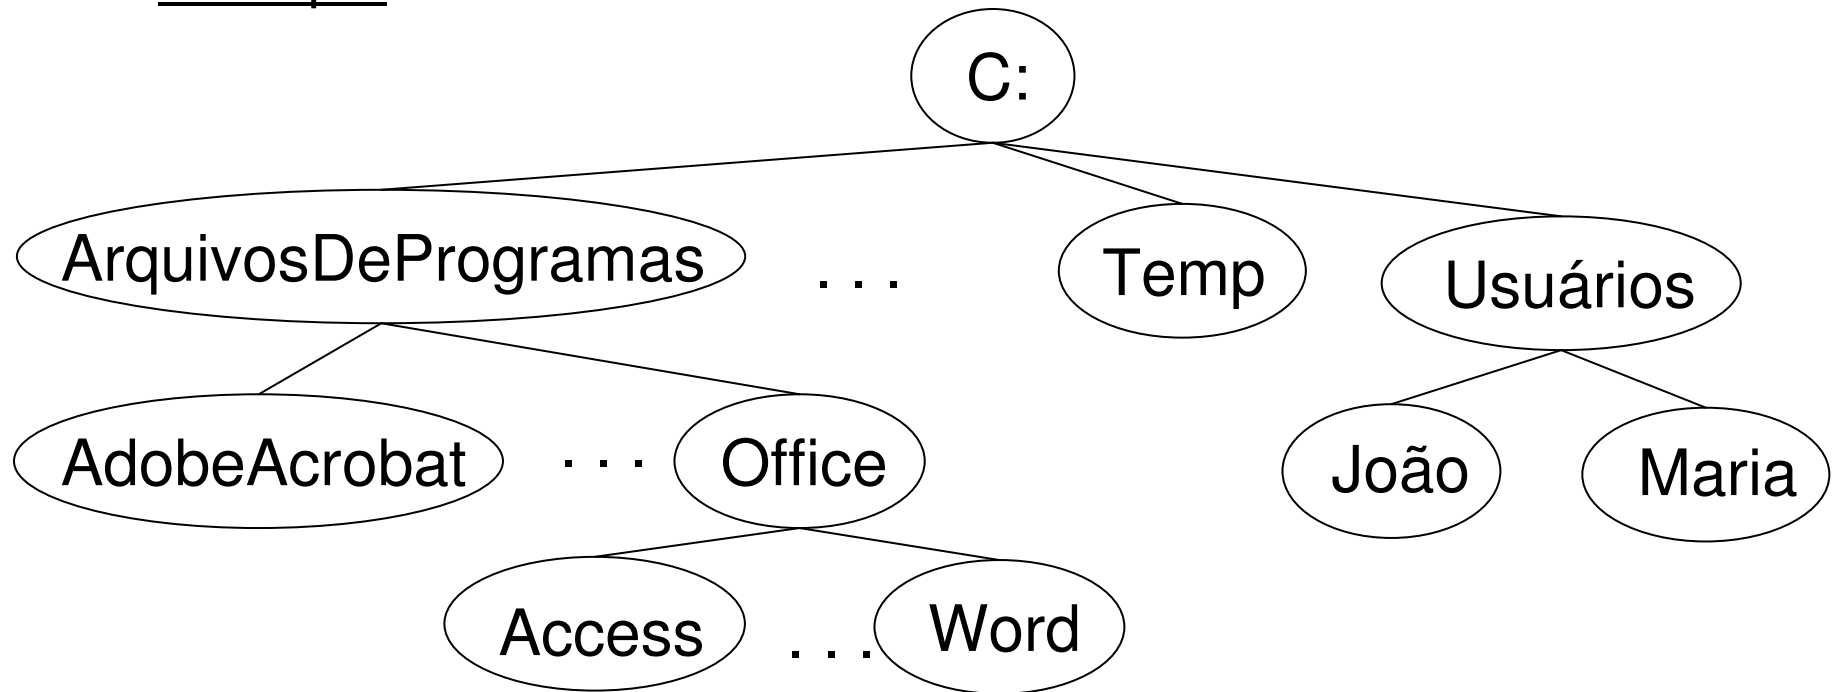 C:
ArquivosDeProgramas . . . Temp Usuários
AdobeAcrobat . . . Office João Maria
Access . . . Word